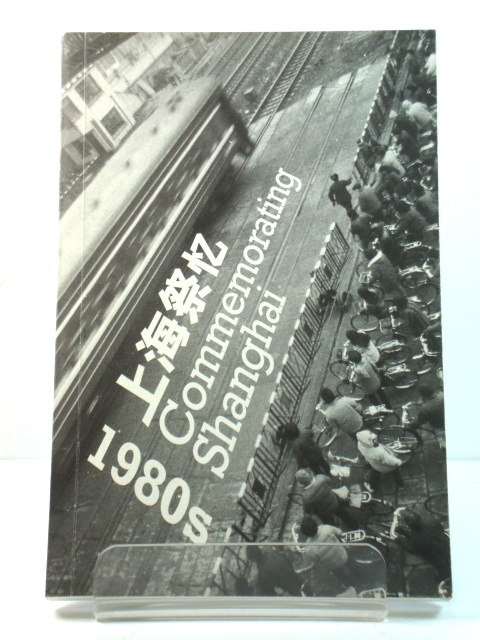 上海祭忆
Commemorating
Shanghai
1980s